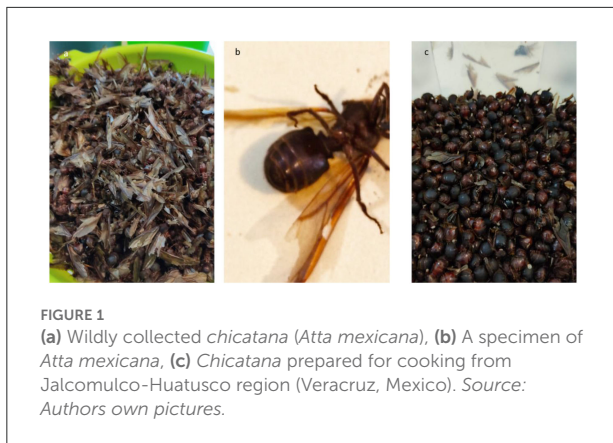 a
b
c
FIGURE 1
(a) Wildly collected chicatana (Atta mexicana), (b) A specimen of
Atta mexicana, (c) Chicatana prepared for cooking from
Jalcomulco-Huatusco region (Veracruz, Mexico). Source:
Authors own pictures.